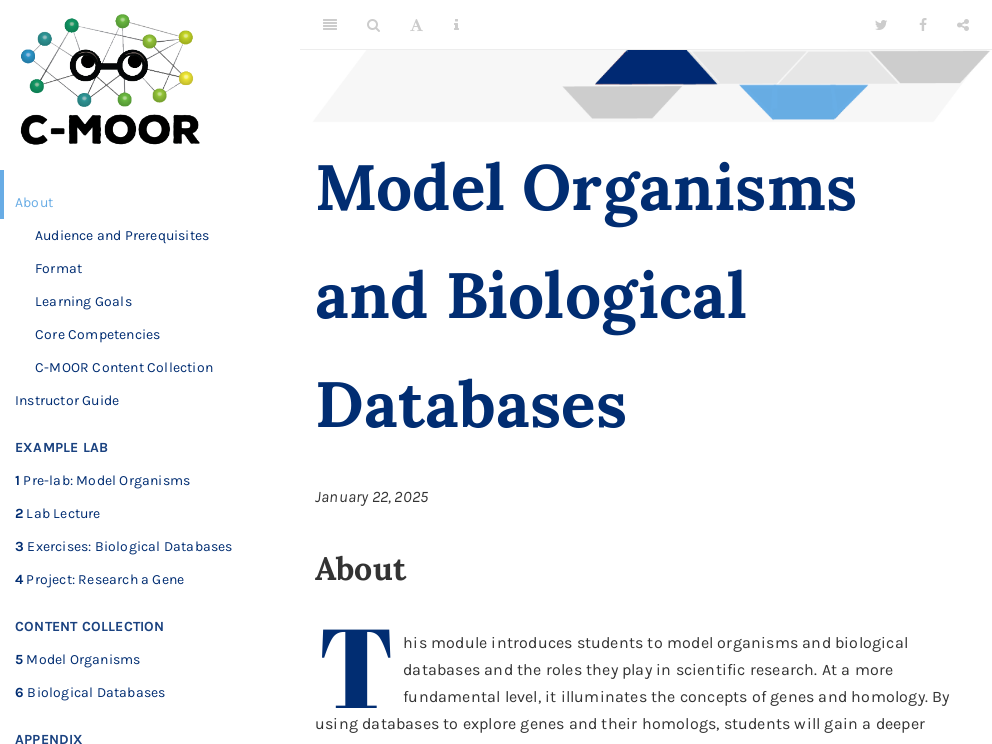 C-MOOR
About
Audience and Prerequisites
Format
Learning Goals
Core Competencies
C-MOOR Content Collection
Instructor Guide
EXAMPLE LAB
1 Pre-lab: Model Organisms
2 Lab Lecture
3 Exercises: Biological Databases
4 Project: Research a Gene
CONTENT COLLECTION
5 Model Organisms
6 Biological Databases
APPENDIX
A
Model Organisms
and Biological
Databases
January 22, 2025
About
This module introduces students to model organisms and biological
databases and the roles they play in scientific research. At a more
fundamental level, it illuminates the concepts of genes and homology. By
using databases to explore genes and their homologs, students will gain a deeper